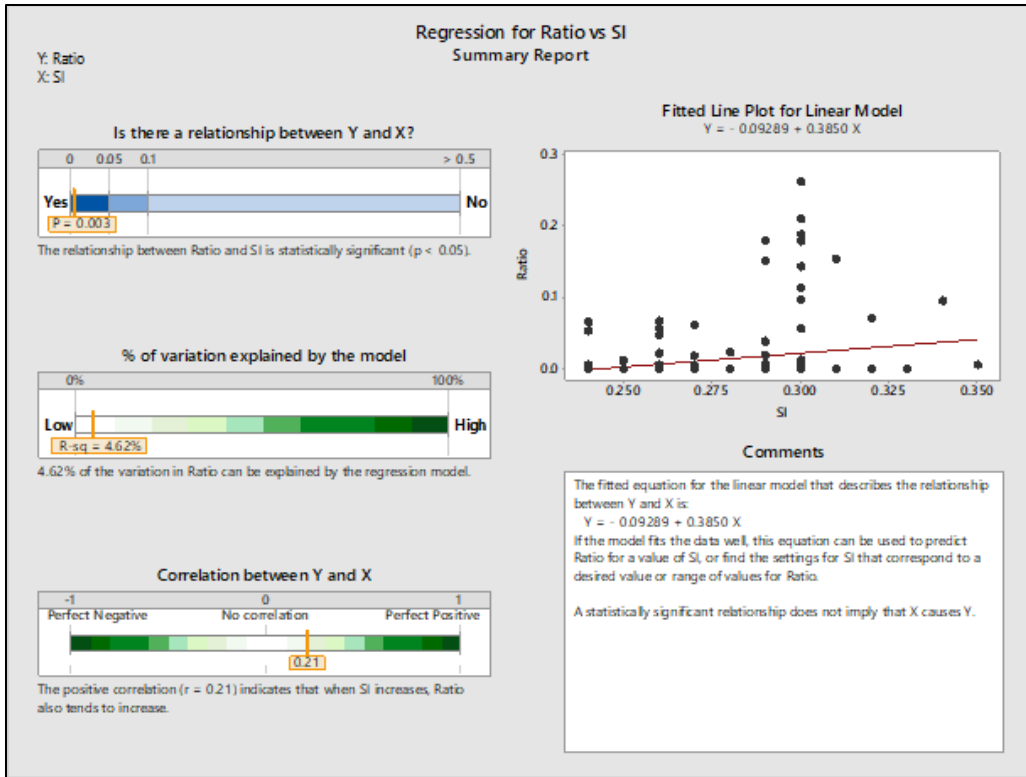 Regression for Ratio vs SI
Summary Report
Y: Ratio
X: SI
Is there a relationship between Y and X?
0 0.05 0.1 > 0.5
Yes No
P = 0.003
The relationship between Ratio and SI is statistically significant (p < 0.05).
% of variation explained by the model
0% 100%
Low High
R-sq = 4.62%
4.62% of the variation in Ratio can be explained by the regression model.
Correlation between Y and X
-1 0 1
Perfect Negative No correlation Perfect Positive
0.21
The positive correlation (r = 0.21) indicates that when SI increases, Ratio
also tends to increase.
Fitted Line Plot for Linear Model
Y = - 0.09289 + 0.3850 X
0.3
0.2
0.1
0.0
Ratio
0.250 0.275 0.300 0.325 0.350
SI
Comments
The fitted equation for the linear model that describes the relationship
between Y and X is:
Y = - 0.09289 + 0.3850 X
If the model fits the data well, this equation can be used to predict
Ratio for a value of SI, or find the settings for SI that correspond to a
desired value or range of values for Ratio.
A statistically significant relationship does not imply that X causes Y.